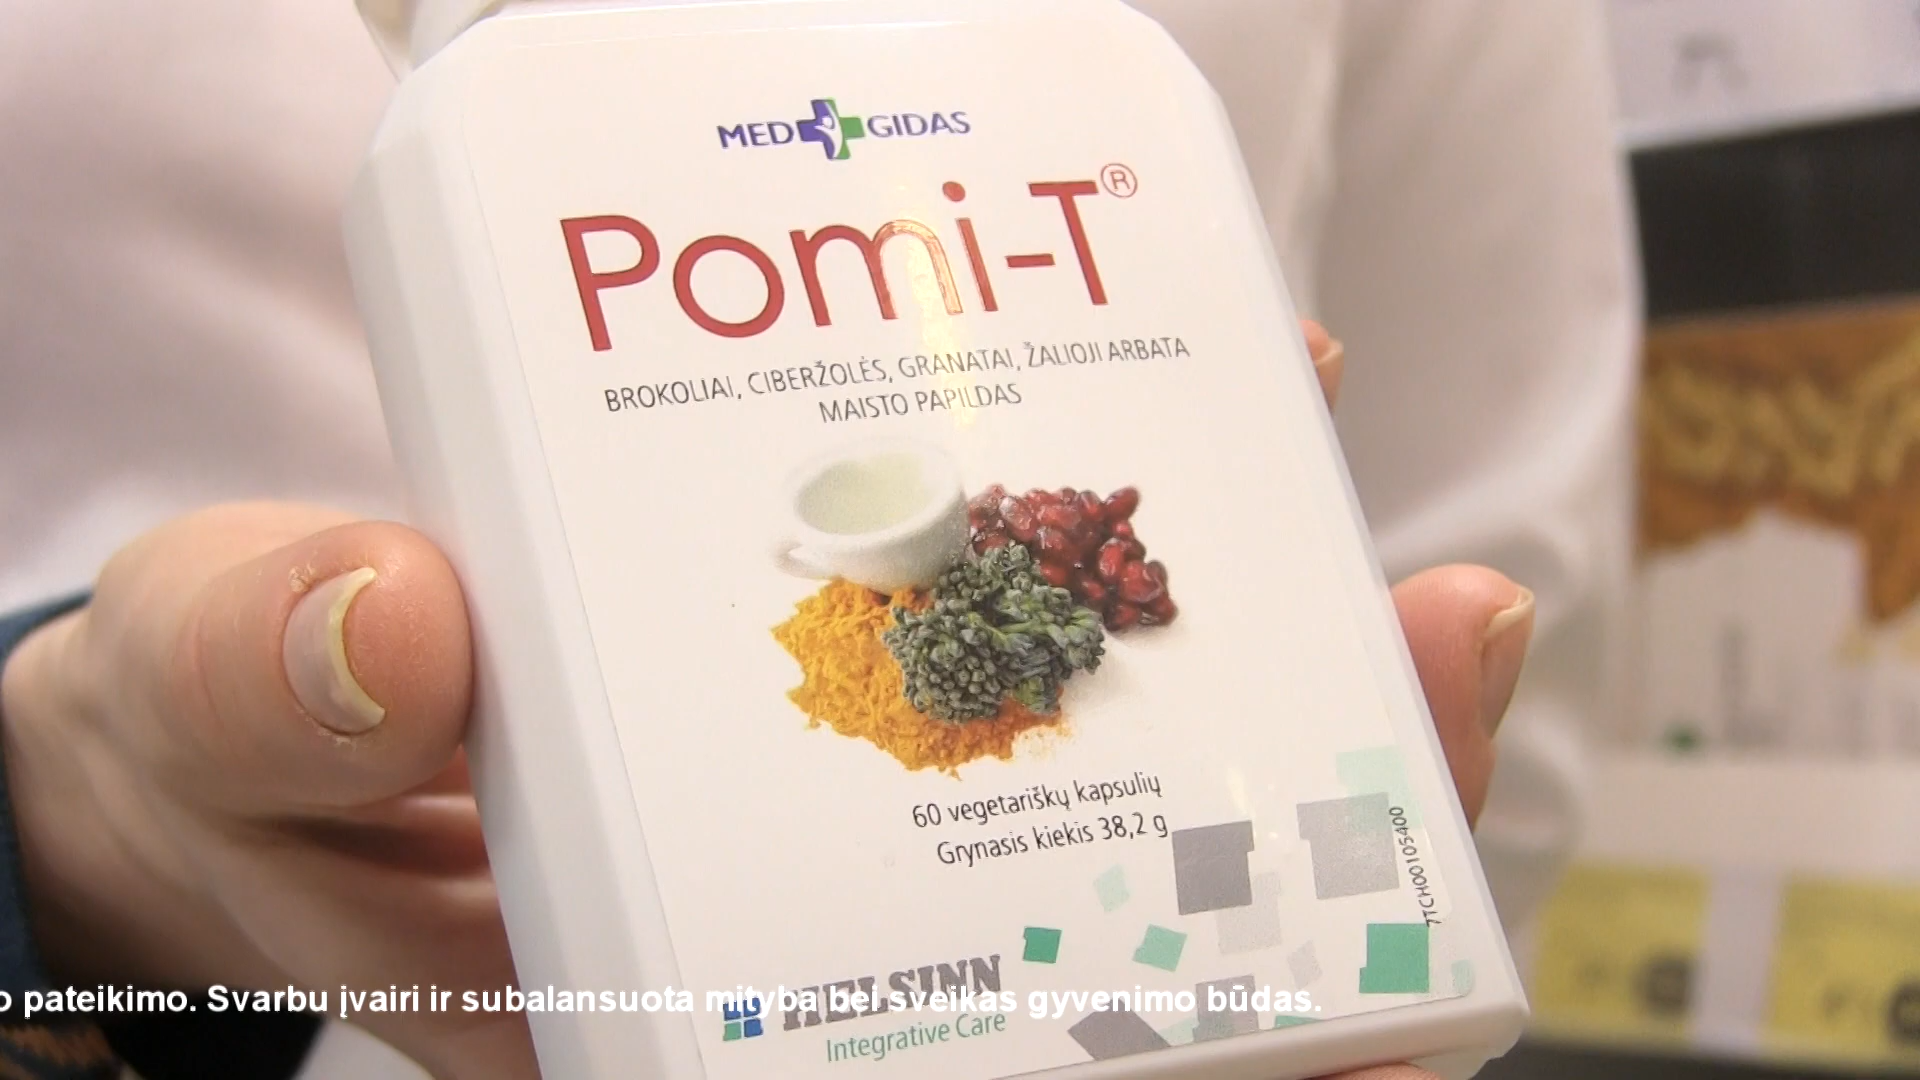 MED GIDAS
Pomi-T®
BROKOLIAI, CIBERŽOLĖS, GRANATAI, ŽALIOJI ARBATA
MAISTO PAPILDAS
60 vegetariškų kapsulių
Grynasis kiekis 38,2 g
7TCH00105400
HELSINN
Integrative Care
o pateikimo. Svarbu įvairi ir subalansuota mityba bei sveikas gyvenimo būdas.